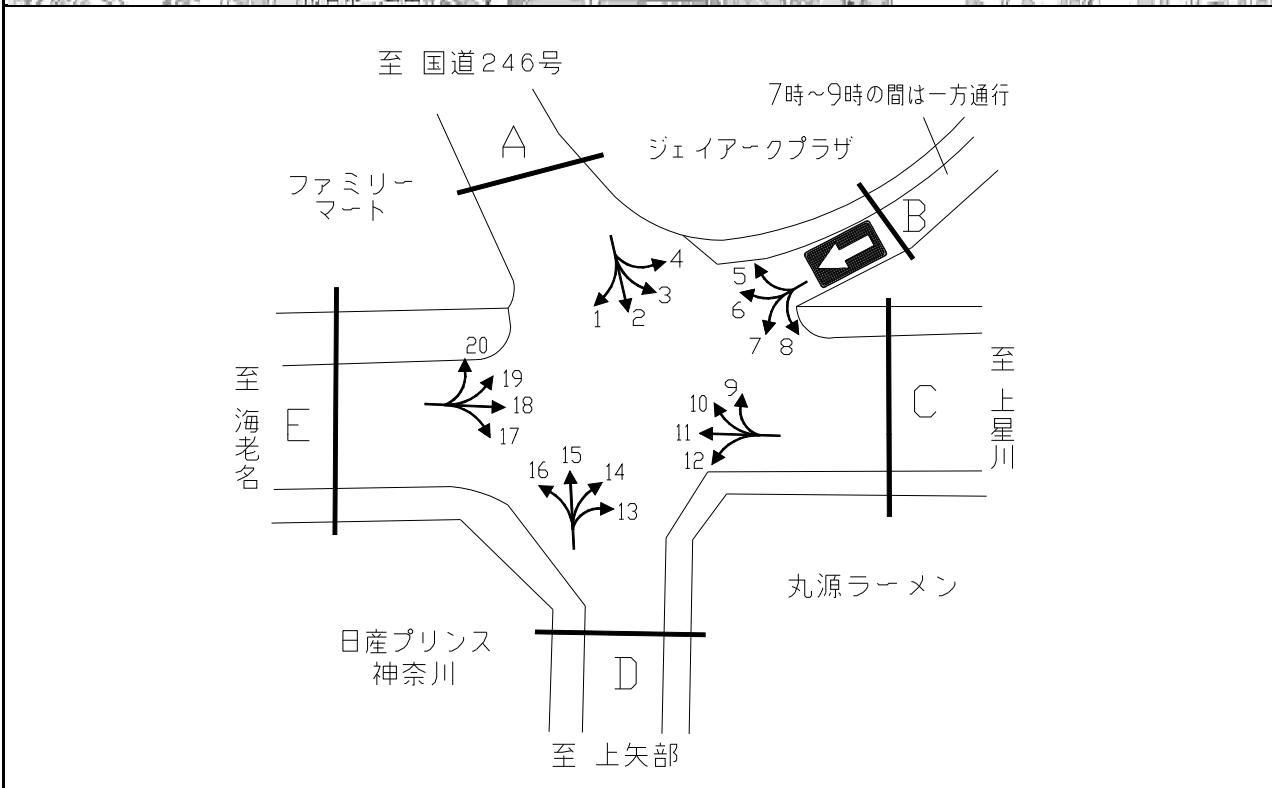 至 国道246号
7時～9時の間は一方通行
A
ジェイアークプラザ
ファミリー
マート
B
4
3
2
1
5
6
7
8
20
19
18
17
至 海老名
E
9
10
11
12
C
至 上星川
16
15
14
13
丸源ラーメン
日産プリンス
神奈川
D
至 上矢部